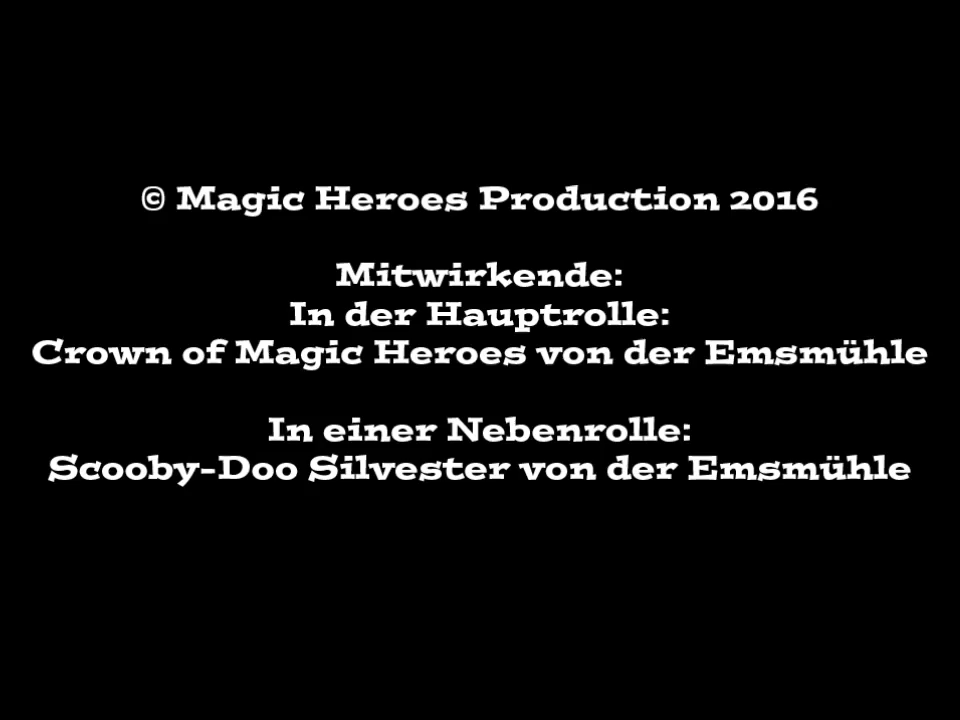 © Magic Heroes Production 2016
Mitwirkende:
In der Hauptrolle:
Crown of Magic Heroes von der Emsmühle
In einer Nebenrolle:
Scooby-Doo Silvester von der Emsmühle